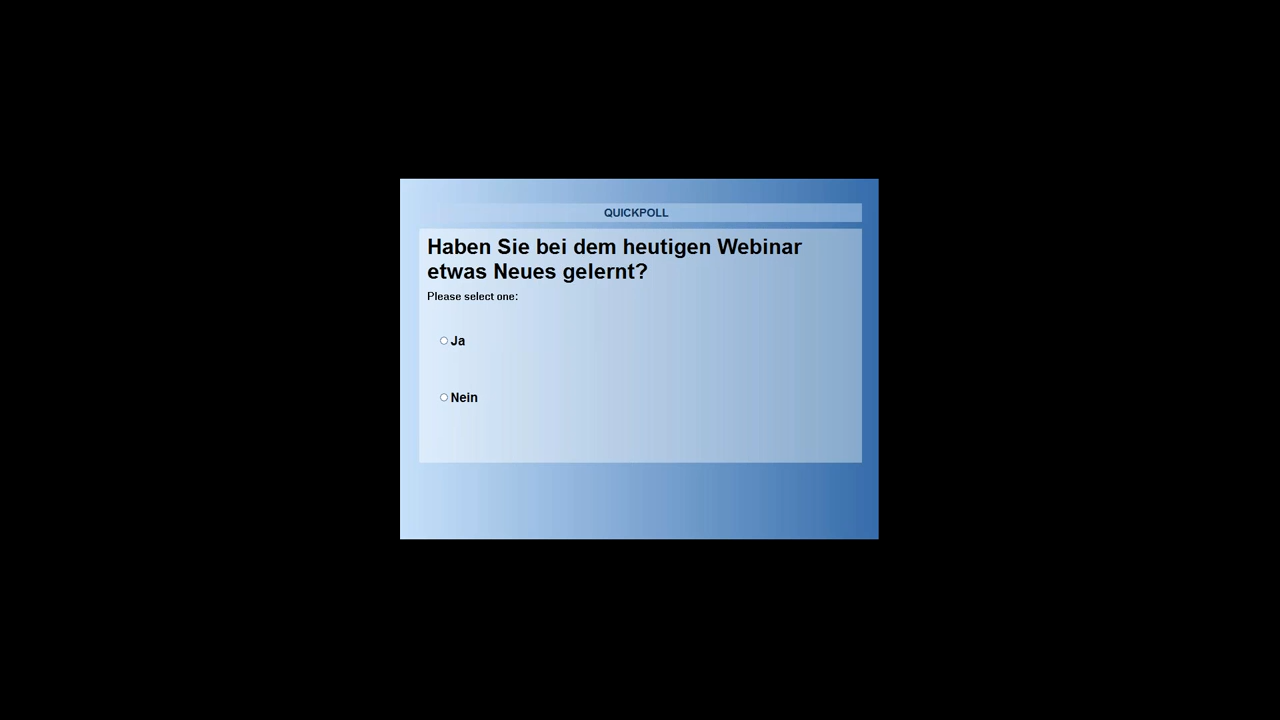 QUICKPOLL
Haben Sie bei dem heutigen Webinar
etwas Neues gelernt?
Please select one:
Ja
Nein